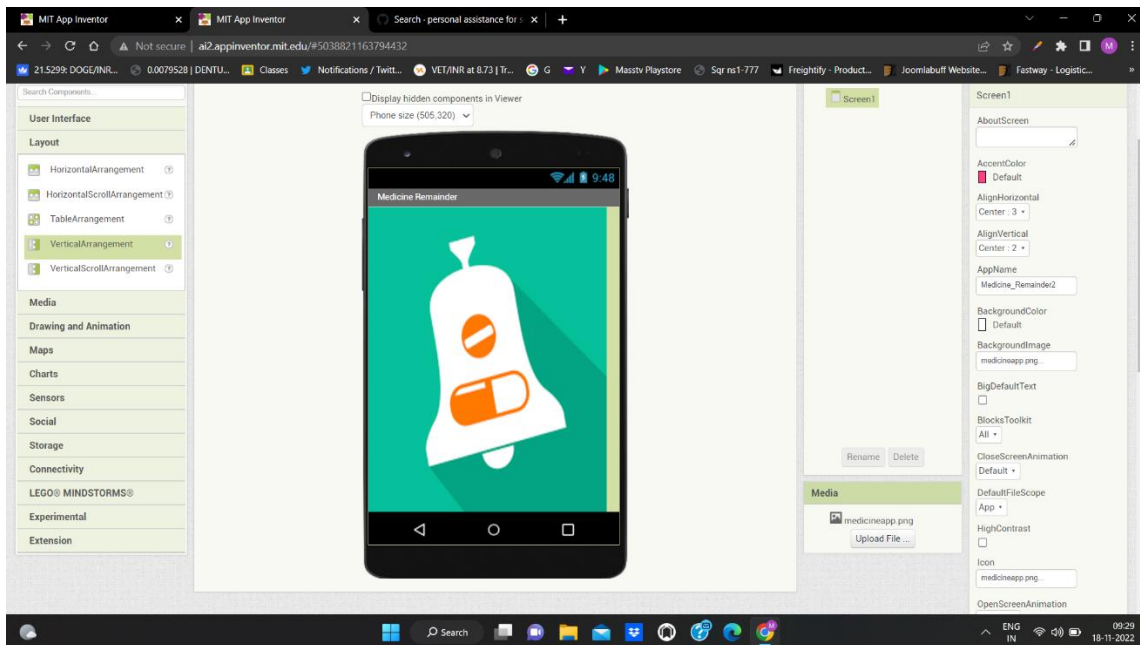 MIT App Inventor
MIT App Inventor
Search - personal assistance for s
Not secure | ai2.appinventor.mit.edu/#5038821163794432
M
21.5299: DOGE/INR... 0.0079528 | DENTU... Classes Notifications / Twitt... VET/INR at 8.73 | Tr... G Y Masstv Playstore Sqr ns1-777 Freightify - Product... Joomlabuff Website... Fastway - Logistic... »
Search Components...
User Interface
Layout
HorizontalArrangement
HorizontalScrollArrangement
TableArrangement
VerticalArrangement
VerticalScrollArrangement
Media
Drawing and Animation
Maps
Charts
Sensors
Social
Storage
Connectivity
LEGO® MINDSTORMS®
Experimental
Extension
Display hidden components in Viewer
Phone size (505,320)
9:48
Medicine Remainder
Screen1
Rename Delete
Media
medicineapp.png
Upload File ...
Screen1
AboutScreen
AccentColor
Default
AlignHorizontal
Center : 3
AlignVertical
Center : 2
AppName
Medicine_Remainder2
BackgroundColor
Default
BackgroundImage
medicineapp.png...
BigDefaultText
BlocksToolkit
All
CloseScreenAnimation
Default
DefaultFileScope
App
HighContrast
Icon
medicineapp.png...
OpenScreenAnimation
Search
ENG
IN
09:29
18-11-2022